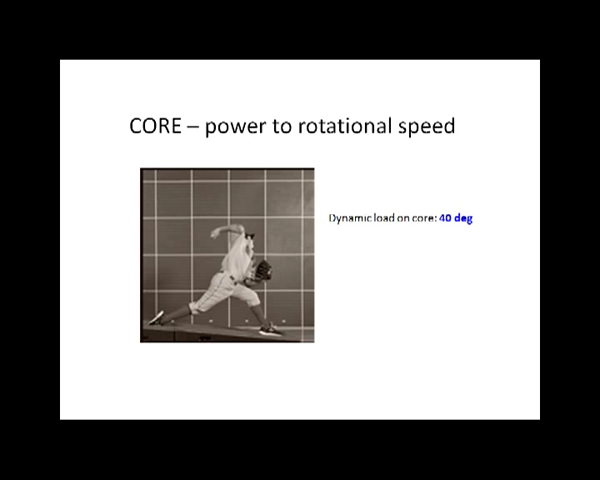 CORE – power to rotational speed
Dynamic load on core: 40 deg